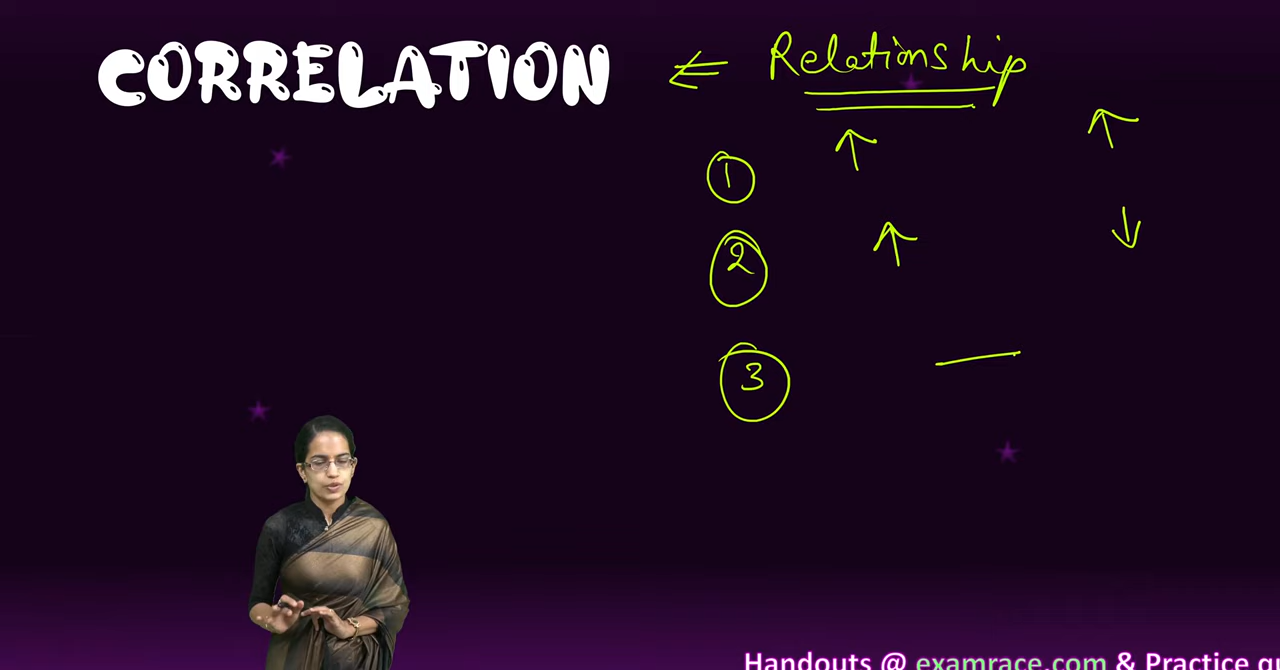 CORRELATION ⇐ Relationship
① ↑ ↑
② ↑ ↓
③ —
Handouts @ examrace.com & Practice